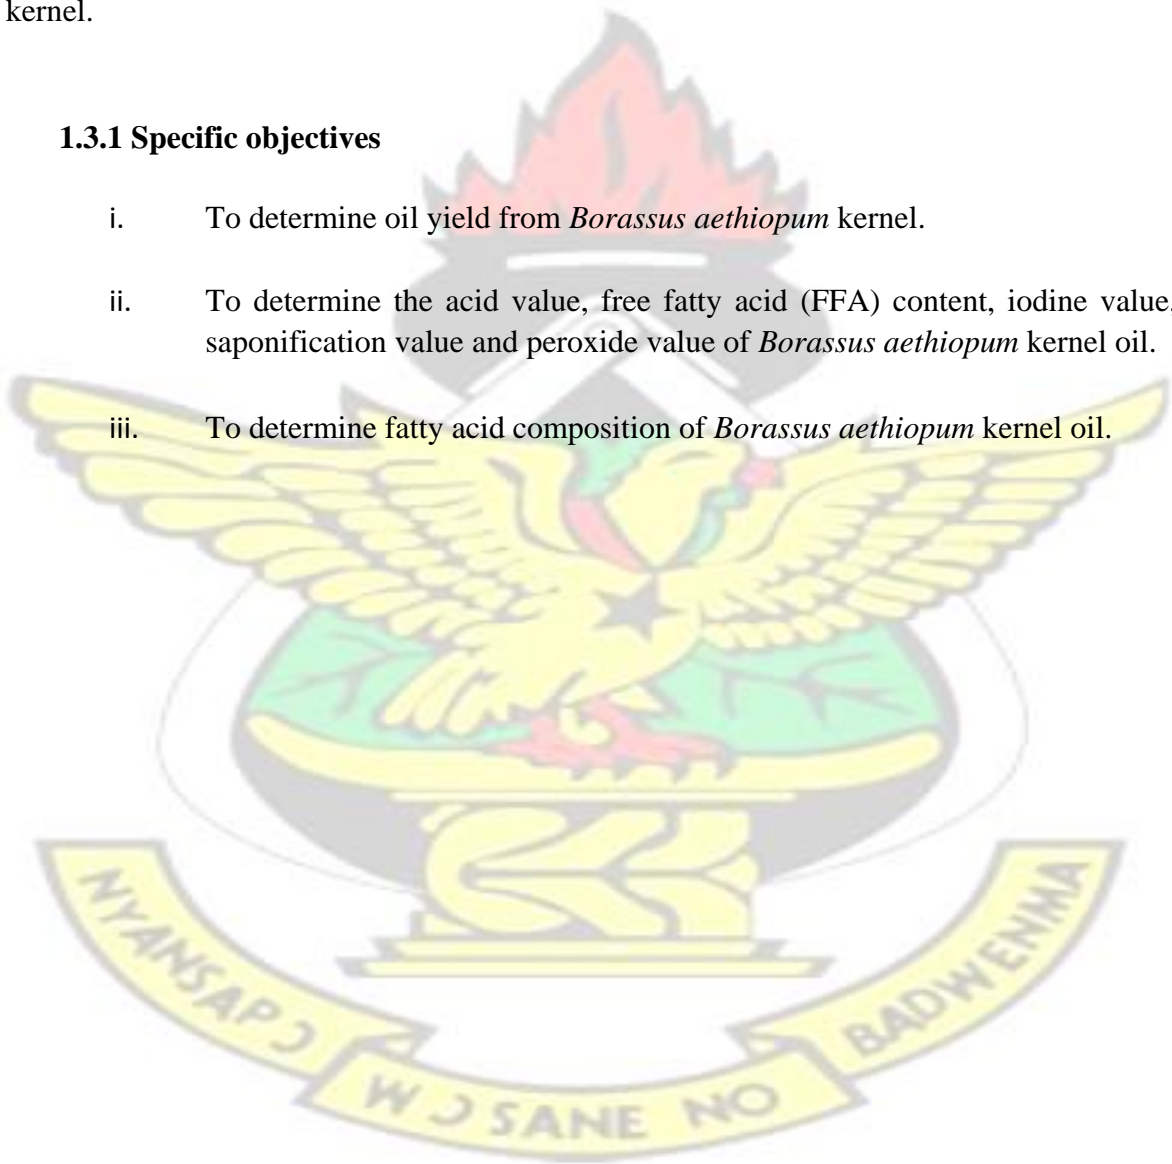 kernel.
1.3.1 Specific objectives
i. To determine oil yield from Borassus aethiopum kernel.
ii. To determine the acid value, free fatty acid (FFA) content, iodine value,
saponification value and peroxide value of Borassus aethiopum kernel oil.
iii. To determine fatty acid composition of Borassus aethiopum kernel oil.
NYANSAPƆ
WƆSANE NO
BADWENMA